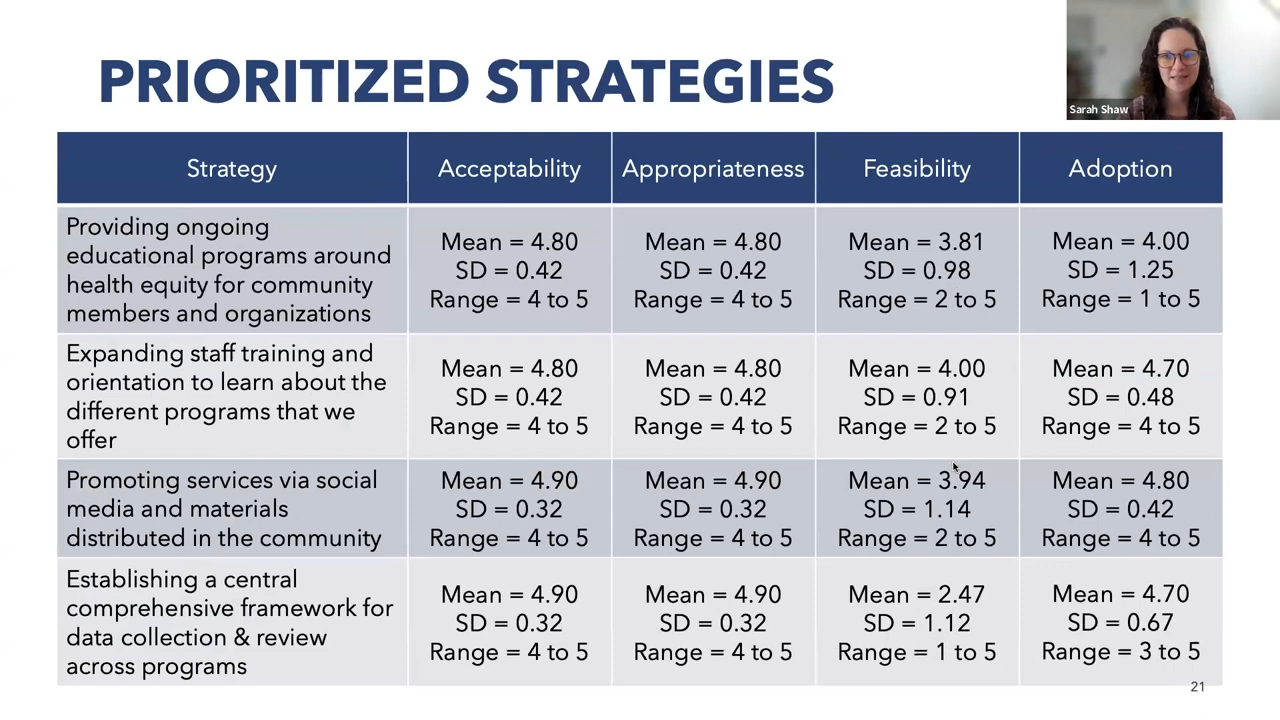 PRIORITIZED STRATEGIES
Sarah Shaw
Strategy
Acceptability
Appropriateness
Feasibility
Adoption
Providing ongoing
educational programs around
health equity for community
members and organizations
Mean = 4.80
SD = 0.42
Range = 4 to 5
Mean = 4.80
SD = 0.42
Range = 4 to 5
Mean = 3.81
SD = 0.98
Range = 2 to 5
Mean = 4.00
SD = 1.25
Range = 1 to 5
Expanding staff training and
orientation to learn about the
different programs that we
offer
Mean = 4.80
SD = 0.42
Range = 4 to 5
Mean = 4.80
SD = 0.42
Range = 4 to 5
Mean = 4.00
SD = 0.91
Range = 2 to 5
Mean = 4.70
SD = 0.48
Range = 4 to 5
Promoting services via social
media and materials
distributed in the community
Mean = 4.90
SD = 0.32
Range = 4 to 5
Mean = 4.90
SD = 0.32
Range = 4 to 5
Mean = 3.94
SD = 1.14
Range = 2 to 5
Mean = 4.80
SD = 0.42
Range = 4 to 5
Establishing a central
comprehensive framework for
data collection & review
across programs
Mean = 4.90
SD = 0.32
Range = 4 to 5
Mean = 4.90
SD = 0.32
Range = 4 to 5
Mean = 2.47
SD = 1.12
Range = 1 to 5
Mean = 4.70
SD = 0.67
Range = 3 to 5
21